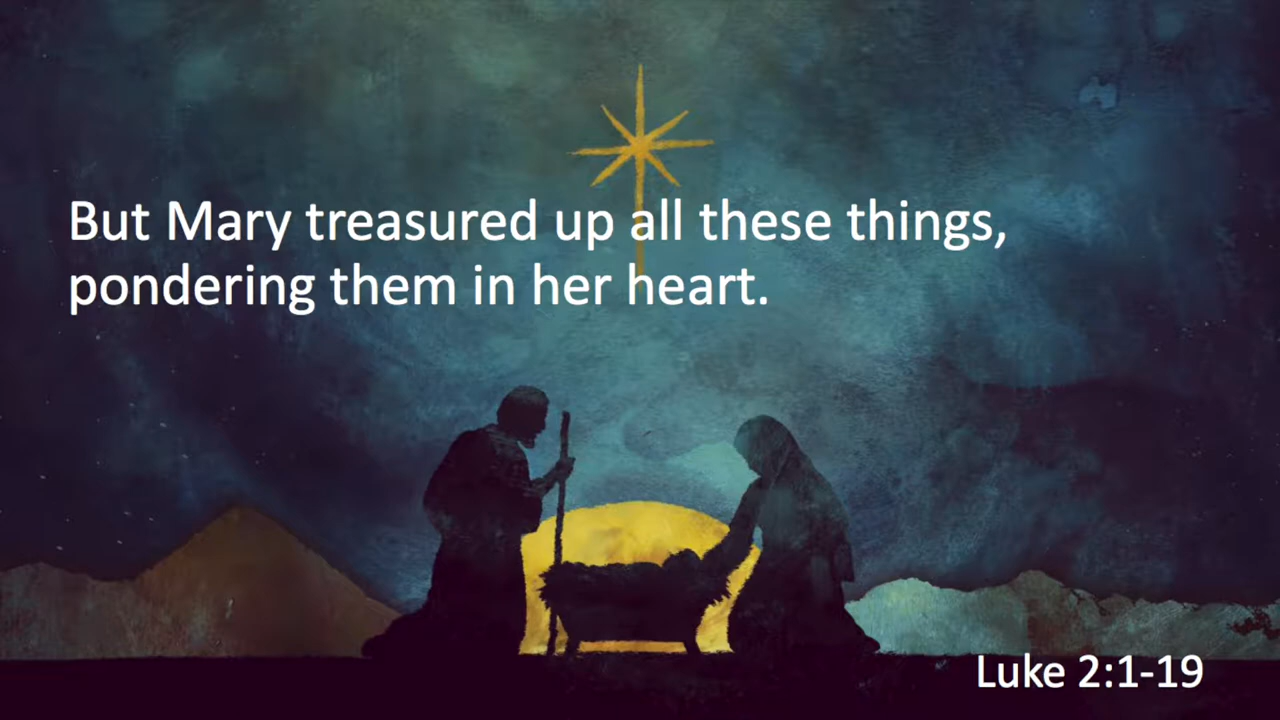 But Mary treasured up all these things,
pondering them in her heart.
Luke 2:1-19